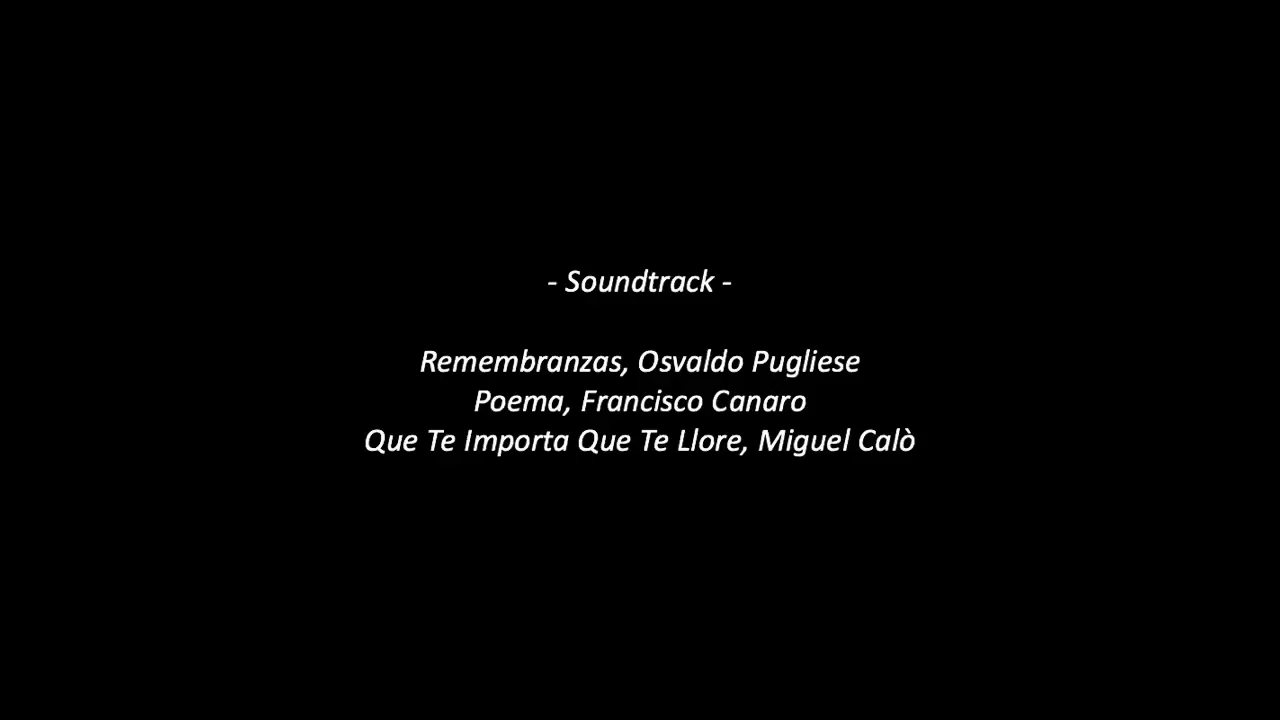 - Soundtrack -
Remembranzas, Osvaldo Pugliese
Poema, Francisco Canaro
Que Te Importa Que Te Llore, Miguel Calò